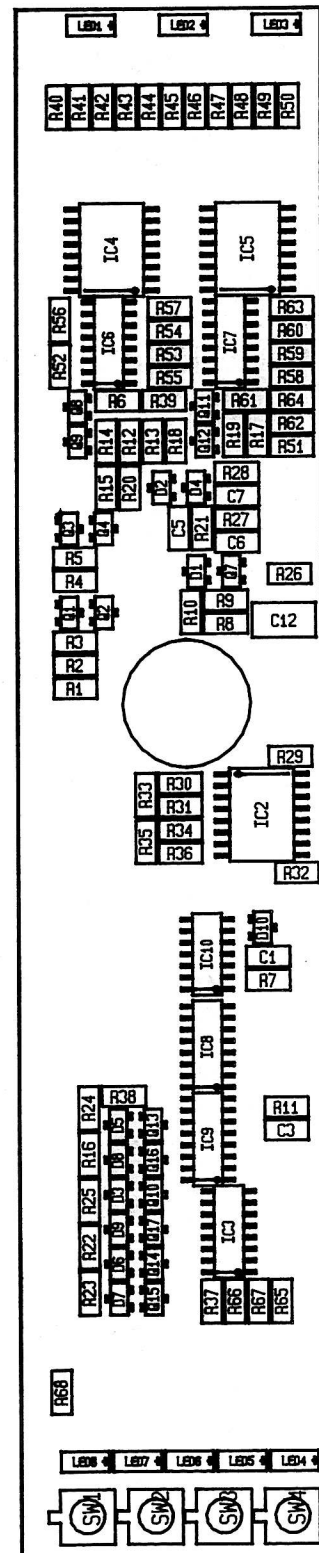 LED1 LED2 LED3
R40 R41 R42 R43 R44 R45 R46 R47 R48 R49 R50
IC4 IC5
R56 R57 R63
IC6 R54 IC7 R60
R52 R53 R59
R55 R58
Q8 R6 R39 Q11 R61 R64
Q9 R14 R12 R13 R18 Q12 R19 R17 R62
R51
R15 R20 D2 D4 R28
C7
Q3 Q4 C5 R21 R27
R5 C6
R4 D1 Q7 R26
Q1 Q2 R10 R9 C12
R3 R8
R2
R1
R29
R33 R30 IC2
R31
R35 R34
R36 R32
IC10 D10
C1
R7
IC8
R24 R38 R11
D5 Q13 IC9 C3
R16 D8 Q16
R25 D3 Q10
R22 D9 Q17 IC3
D6 Q14
R23 D7 Q15 R37 R66 R67 R65
R68
LED8 LED7 LED6 LED5 LED4
SW1 SW2 SW3 SW4